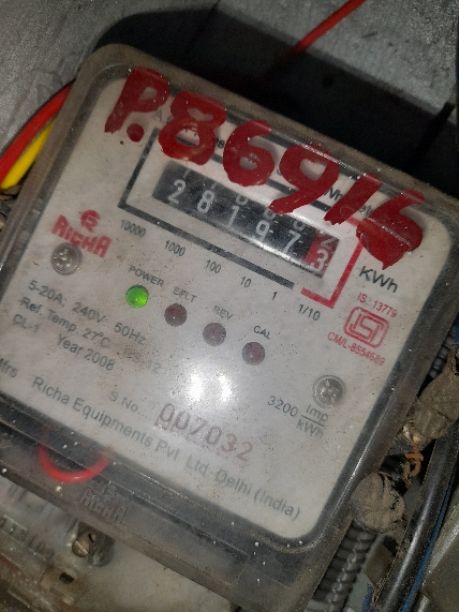 P.86916
281973
RICHA
KWh
10000 1000 100 10 1 1/10
IS : 13779
CM/L-8554689
POWER E/LT REV CAL
5-20A: 240V~ 50Hz
Ref. Temp. 27°C
CL-1 Year 2008
3200 imp/kWh
S No. 007032
Mfrs Richa Equipments Pvt. Ltd.-Delhi (India)
RICHA